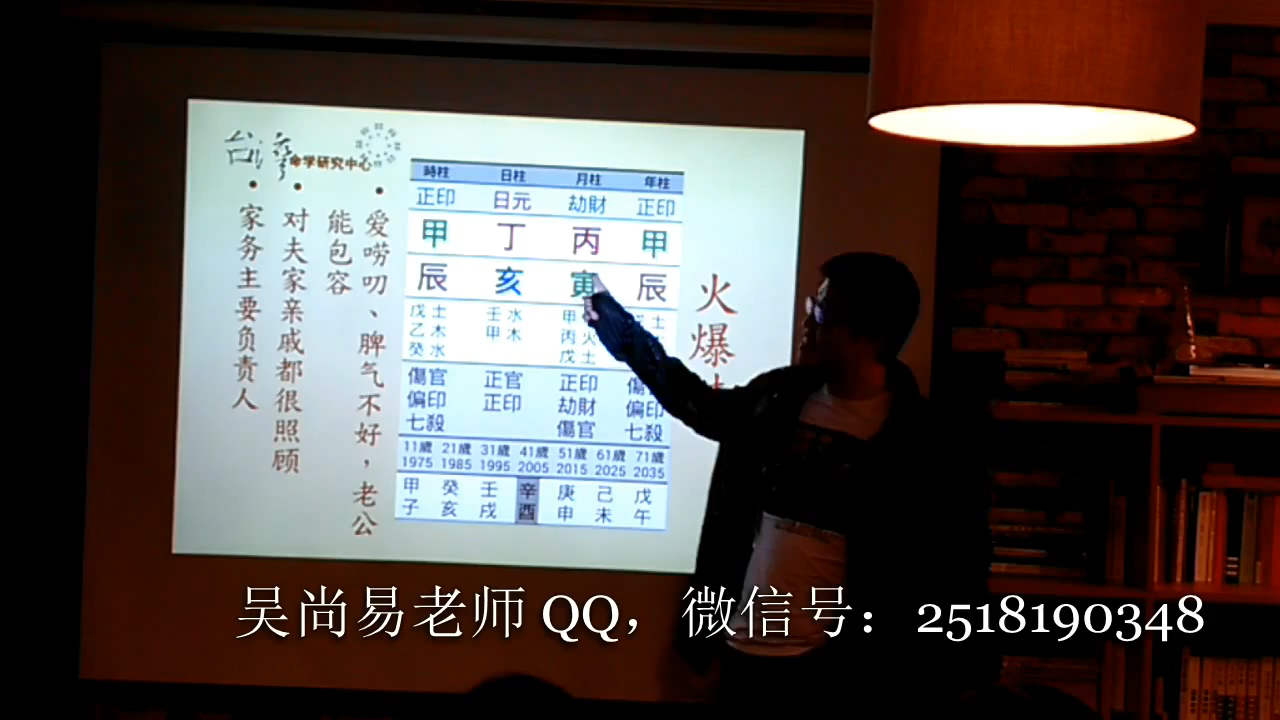 台灣
命学研究中心
火爆
• 爱唠叨、脾气不好，老公
能包容
• 对夫家亲戚都很照顾
• 家务主要负责人
時柱 日柱 月柱 年柱
正印 日元 劫財 正印
甲 丁 丙 甲
辰 亥 寅 辰
戊土 壬水 甲 土
乙木 甲木 丙火
癸水 戊土
傷官 正官 正印 傷
偏印 正印 劫財 偏印
七殺 傷官 七殺
11歲 21歲 31歲 41歲 51歲 61歲 71歲
1975 1985 1995 2005 2015 2025 2035
甲 癸 壬 辛 庚 己 戊
子 亥 戌 酉 申 未 午
吴尚易老师QQ，微信号：2518190348